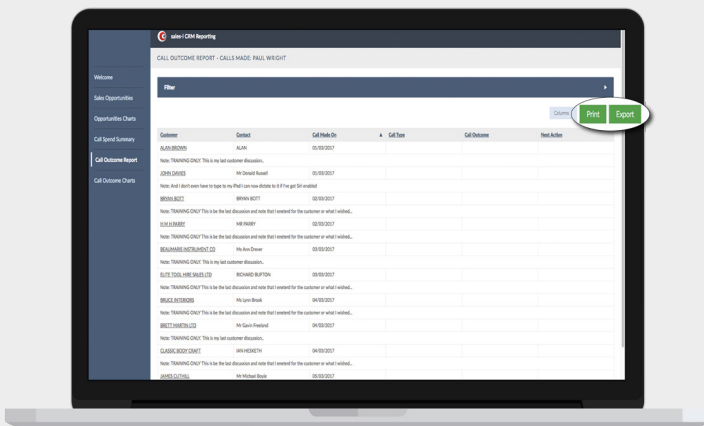 sales-i CRM Reporting
CALL OUTCOME REPORT - CALLS MADE: PAUL WRIGHT
Welcome
Sales Opportunities
Opportunities Charts
Call Spend Summary
Call Outcome Report
Call Outcome Charts
Filter
Columns Print Export
Customer Contact Call Made On Call Type Call Outcome Next Action
ALAN BROWN ALAN 01/03/2017
Note: TRAINING ONLY: This is my last customer discussion..
JOHN DAVIES Mr Donald Russell 01/03/2017
Note: And I don't even have to type to my iPad I can now dictate to it if I've got Siri enabled
BRYAN BOTT BRYAN BOTT 02/03/2017
Note: TRAINING ONLY This is be the last discussion and note that I enetend for the customer or what I wished...
H M H PARRY MR PARRY 02/03/2017
Note: TRAINING ONLY This is be the last discussion and note that I enetend for the customer or what I wished...
BEAUMARIS INSTRUMENT CO Ms Ann Drever 03/03/2017
Note: TRAINING ONLY: This is my last customer discussion..
ELITE TOOL HIRE SALES LTD RICHARD BUFTON 03/03/2017
Note: TRAINING ONLY This is be the last discussion and note that I enetend for the customer or what I wished...
BRUCE INTERIORS Ms Lynn Brook 04/03/2017
Note: TRAINING ONLY This is be the last discussion and note that I enetend for the customer or what I wished...
BRETT MARTIN LTD Mr Gavin Freeland 04/03/2017
Note: TRAINING ONLY: This is my last customer discussion..
CLASSIC BODY CRAFT IAN HESKETH 04/03/2017
Note: TRAINING ONLY This is be the last discussion and note that I enetend for the customer or what I wished...
JAMES CUTHILL Mr Michael Boyle 05/03/2017